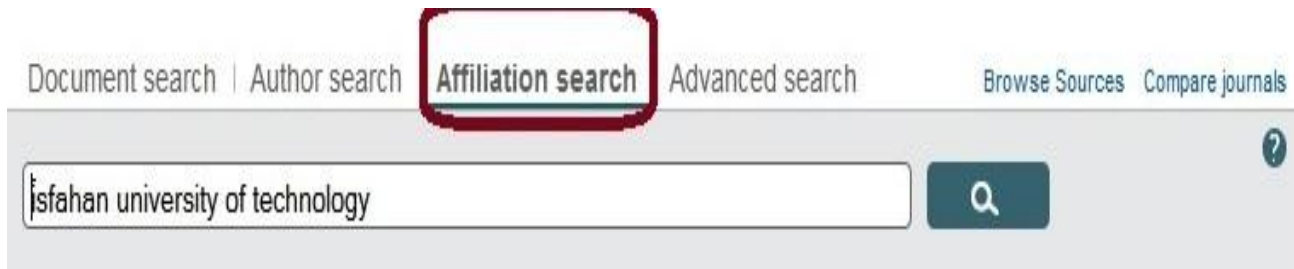 Document search | Author search Affiliation search Advanced search Browse Sources Compare journals
?
isfahan university of technology